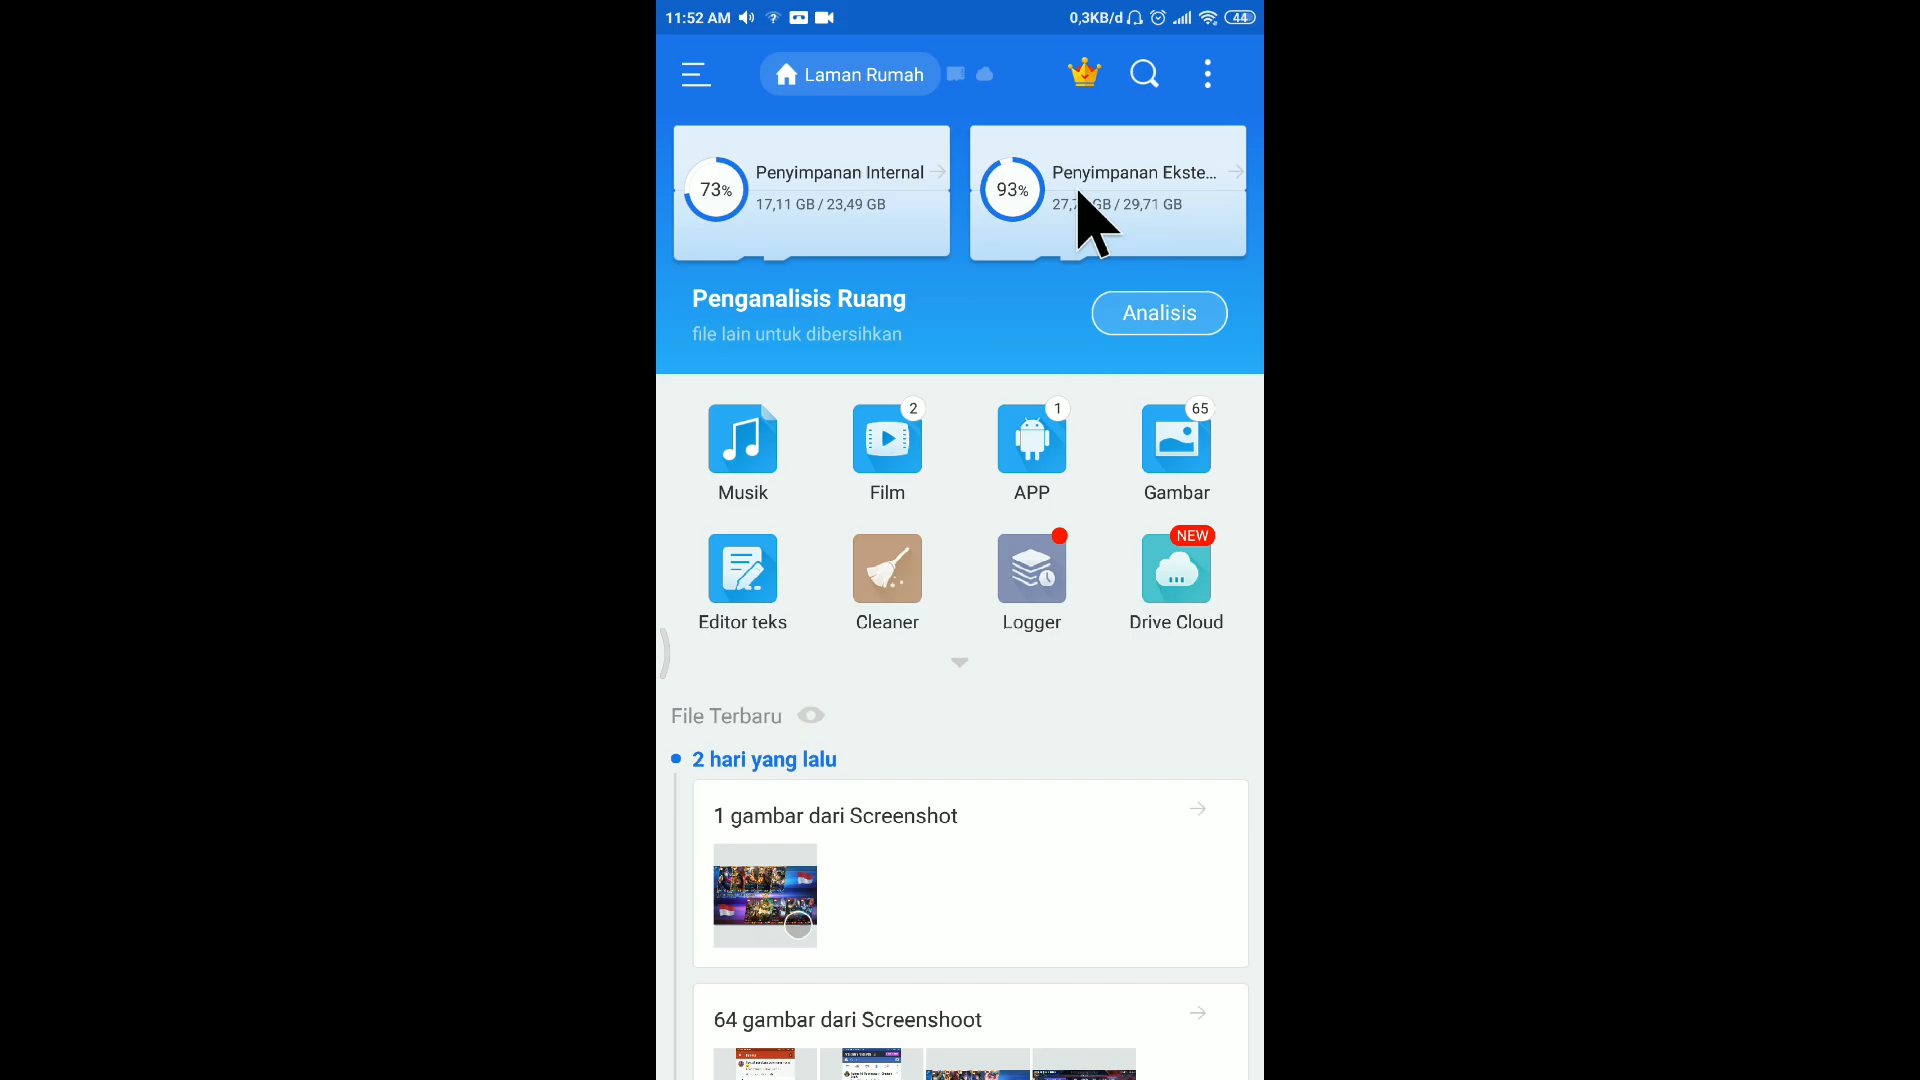 11:52 AM
0,3KB/d
44
Laman Rumah
73%
Penyimpanan Internal
17,11 GB / 23,49 GB
93%
Penyimpanan Ekste...
GB / 29,71 GB
Penganalisis Ruang
file lain untuk dibersihkan
Analisis
2
1
65
Musik
Film
APP
Gambar
NEW
Editor teks
Cleaner
Logger
Drive Cloud
File Terbaru
2 hari yang lalu
1 gambar dari Screenshot
64 gambar dari Screenshoot